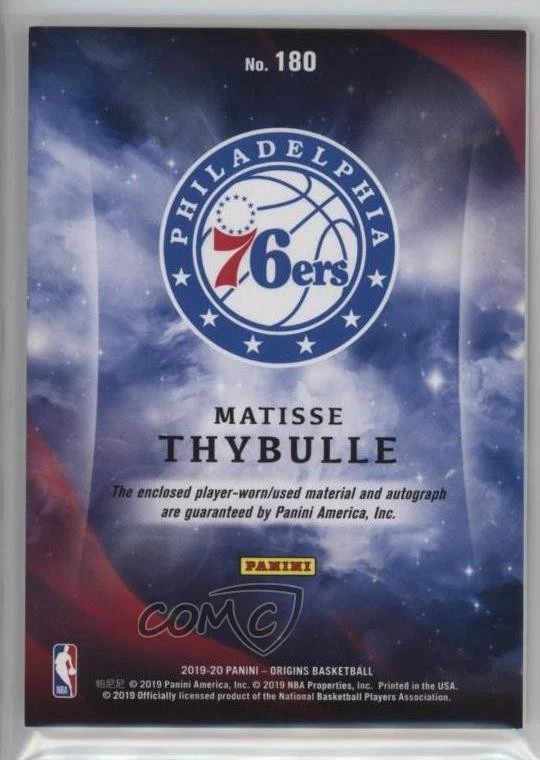 No. 180
PHILADELPHIA
76ers
MATISSE
THYBULLE
The enclosed player-worn/used material and autograph
are guaranteed by Panini America, Inc.
PANINI
COMC
2019-20 PANINI – ORIGINS BASKETBALL
帕尼尼 © 2019 Panini America, Inc. © 2019 NBA Properties, Inc. Printed in the USA.
© 2019 Officially licensed product of the National Basketball Players Association.
NBA